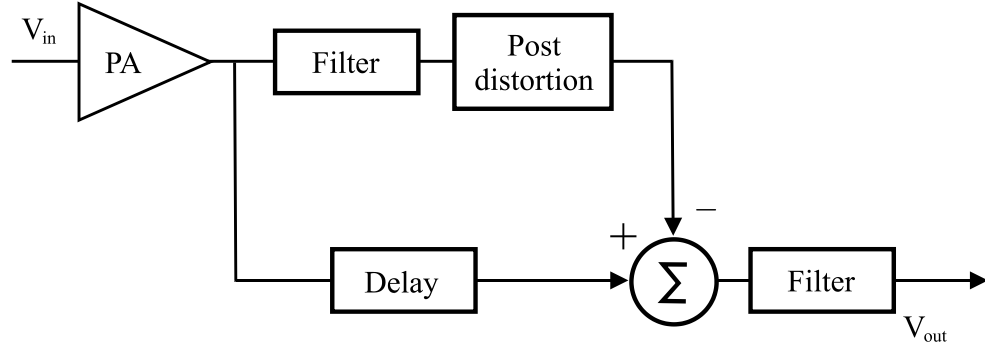 V_in
PA
Filter
Post
distortion
−
+
Delay
Σ
Filter
V_out